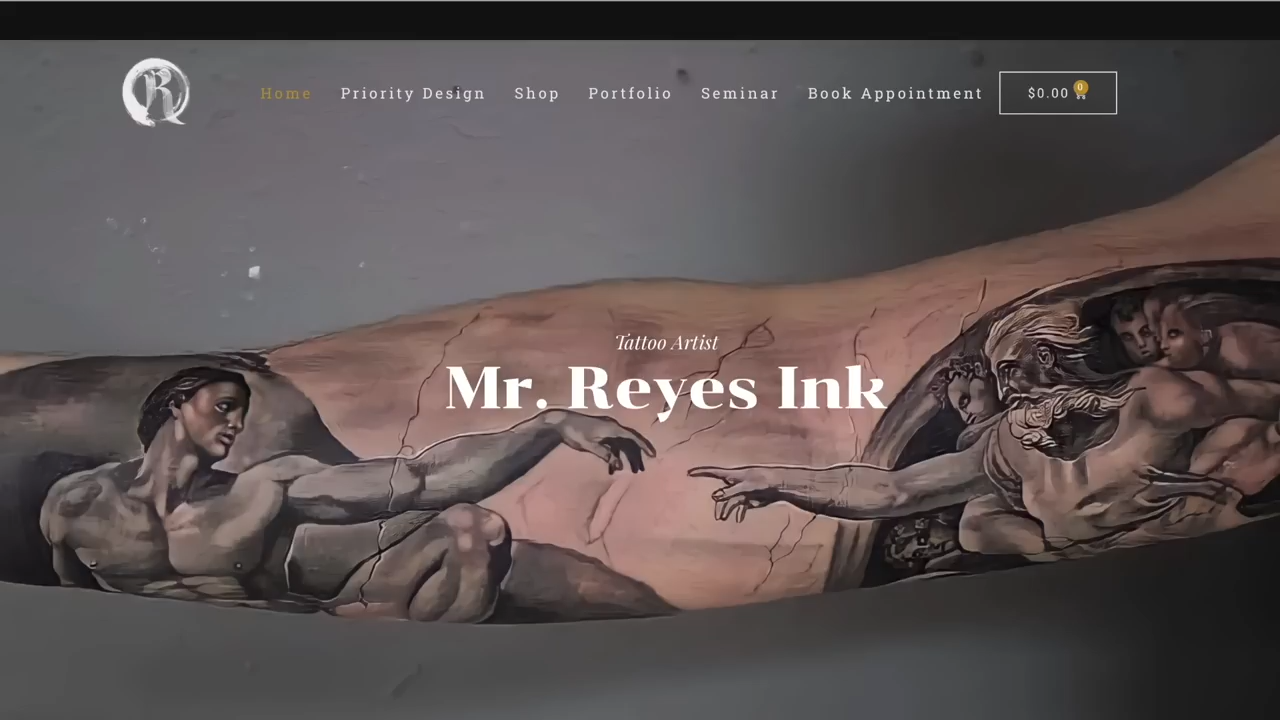 R
Home Priority Design Shop Portfolio Seminar Book Appointment $0.00 0
Tattoo Artist
Mr. Reyes Ink